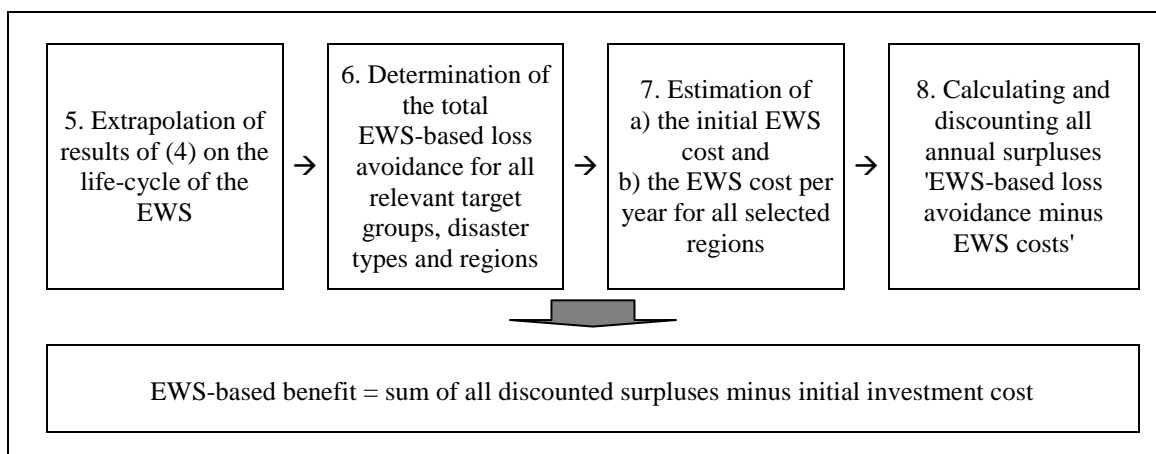 5. Extrapolation of
results of (4) on the
life-cycle of the
EWS
→
6. Determination of
the total
EWS-based loss
avoidance for all
relevant target
groups, disaster
types and regions
→
7. Estimation of
a) the initial EWS
cost and
b) the EWS cost per
year for all selected
regions
→
8. Calculating and
discounting all
annual surpluses
'EWS-based loss
avoidance minus
EWS costs'
EWS-based benefit = sum of all discounted surpluses minus initial investment cost